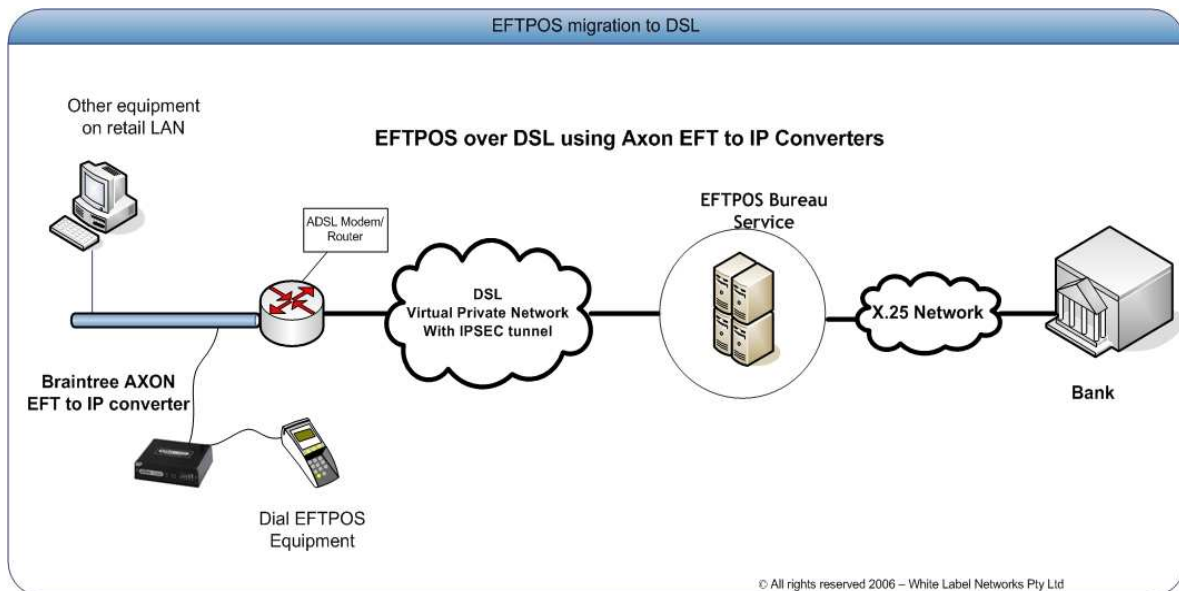 EFTPOS migration to DSL
Other equipment
on retail LAN
EFTPOS over DSL using Axon EFT to IP Converters
ADSL Modem/
Router
EFTPOS Bureau
Service
DSL
Virtual Private Network
With IPSEC tunnel
X.25 Network
Braintree AXON
EFT to IP converter
Bank
Dial EFTPOS
Equipment
© All rights reserved 2006 – White Label Networks Pty Ltd